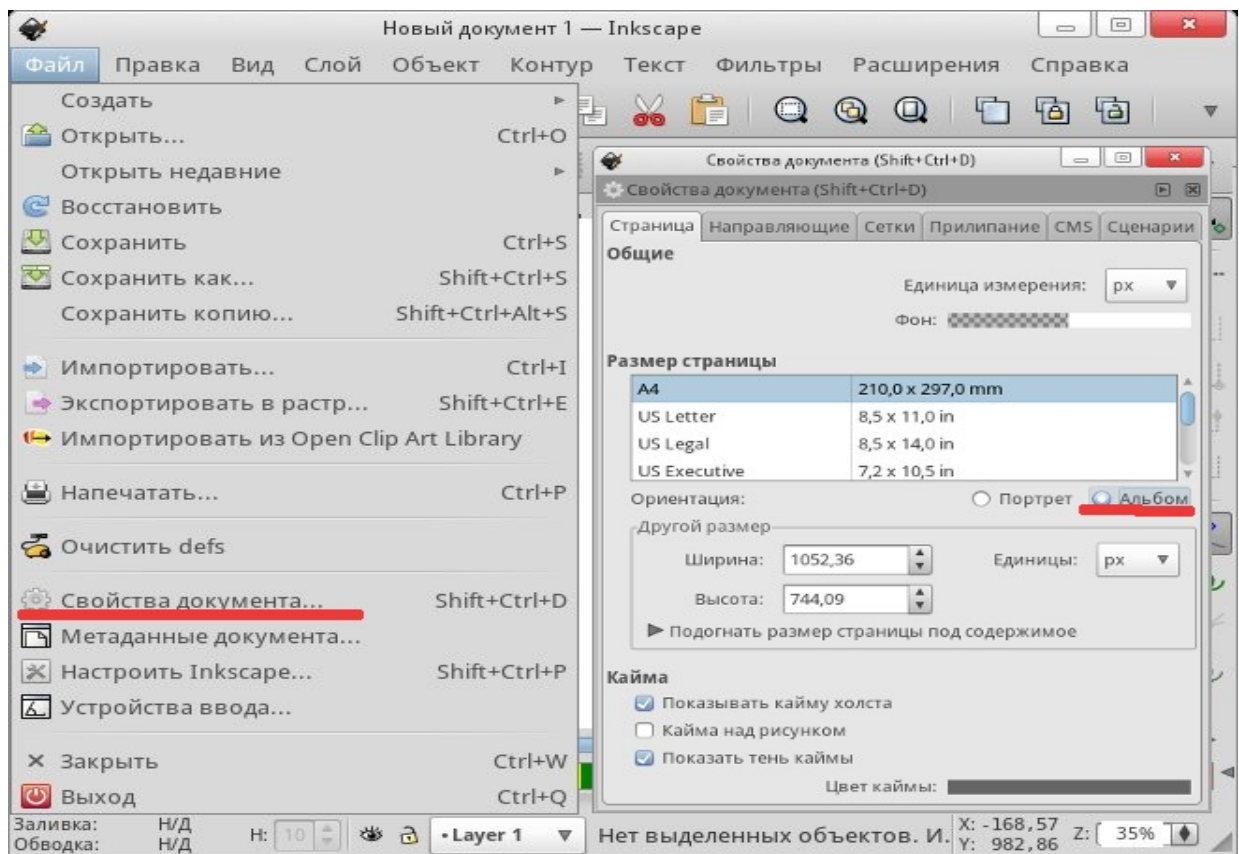 Новый документ 1 — Inkscape
Файл Правка Вид Слой Объект Контур Текст Фильтры Расширения Справка
Создать
Открыть... Ctrl+O
Открыть недавние
Восстановить
Сохранить Ctrl+S
Сохранить как... Shift+Ctrl+S
Сохранить копию... Shift+Ctrl+Alt+S
Импортировать... Ctrl+I
Экспортировать в растр... Shift+Ctrl+E
Импортировать из Open Clip Art Library
Напечатать... Ctrl+P
Очистить defs
Свойства документа... Shift+Ctrl+D
Метаданные документа...
Настроить Inkscape... Shift+Ctrl+P
Устройства ввода...
Закрыть Ctrl+W
Выход Ctrl+Q
Свойства документа (Shift+Ctrl+D)
Свойства документа (Shift+Ctrl+D)
Страница Направляющие Сетки Прилипание CMS Сценарии
Общие
Единица измерения: px
Фон:
Размер страницы
A4 210,0 x 297,0 mm
US Letter 8,5 x 11,0 in
US Legal 8,5 x 14,0 in
US Executive 7,2 x 10,5 in
Ориентация: Портрет Альбом
Другой размер
Ширина: 1052,36 Единицы: px
Высота: 744,09
Подогнать размер страницы под содержимое
Кайма
Показывать кайму холста
Кайма над рисунком
Показать тень каймы
Цвет каймы:
Заливка: Н/Д
Обводка: Н/Д
Н: 10
•Layer 1
Нет выделенных объектов. И.
X: -168,57
Y: 982,86
Z: 35%